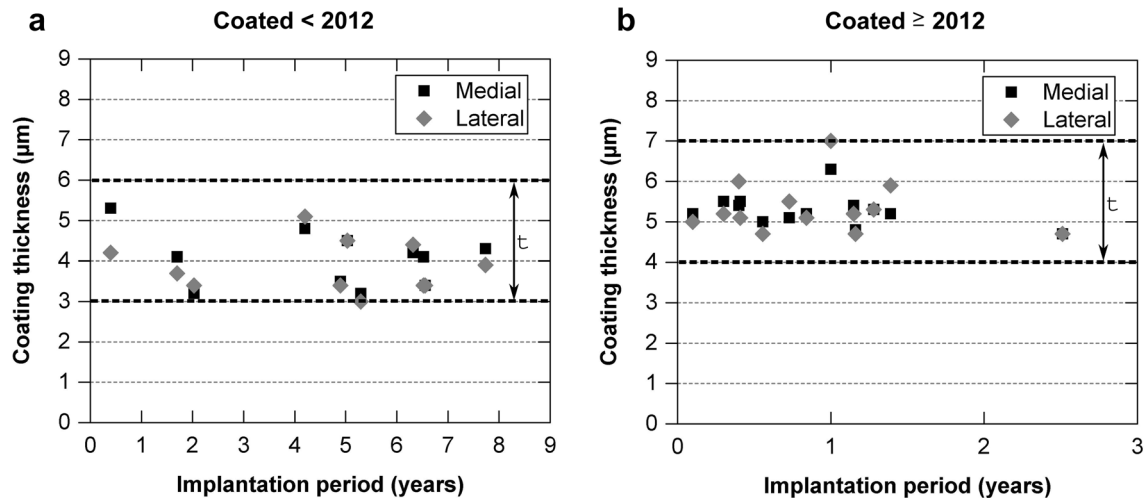 a
Coated < 2012
9
8
7
6
5
4
3
2
1
0
Coating thickness (µm)
Medial
Lateral
t
0 1 2 3 4 5 6 7 8 9
Implantation period (years)
b
Coated ≥ 2012
9
8
7
6
5
4
3
2
1
0
Coating thickness (µm)
Medial
Lateral
t
0 1 2 3
Implantation period (years)